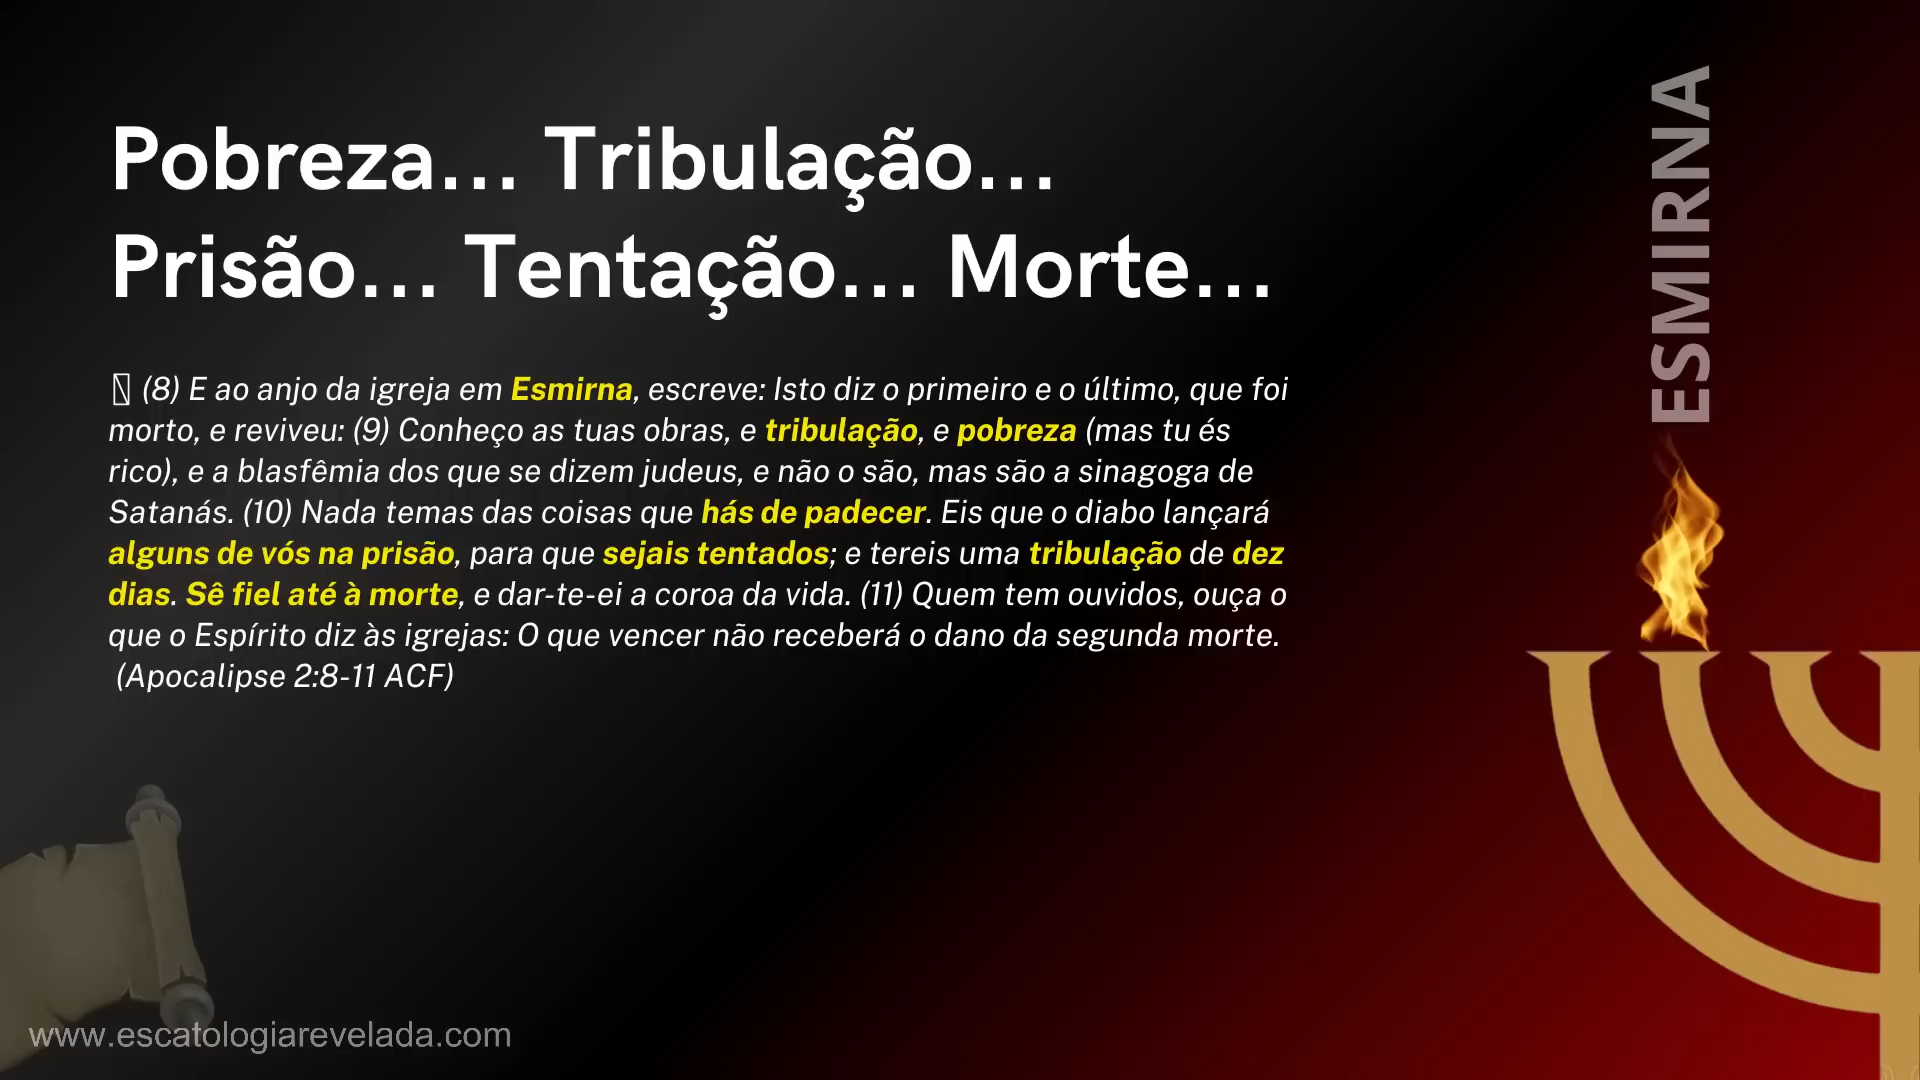 Pobreza... Tribulação...
Prisão... Tentação... Morte...
(8) E ao anjo da igreja em Esmirna, escreve: Isto diz o primeiro e o último, que foi
morto, e reviveu: (9) Conheço as tuas obras, e tribulação, e pobreza (mas tu és
rico), e a blasfêmia dos que se dizem judeus, e não o são, mas são a sinagoga de
Satanás. (10) Nada temas das coisas que hás de padecer. Eis que o diabo lançará
alguns de vós na prisão, para que sejais tentados; e tereis uma tribulação de dez
dias. Sê fiel até à morte, e dar-te-ei a coroa da vida. (11) Quem tem ouvidos, ouça o
que o Espírito diz às igrejas: O que vencer não receberá o dano da segunda morte.
(Apocalipse 2:8-11 ACF)
ESMIRNA
www.escatologiarevelada.com